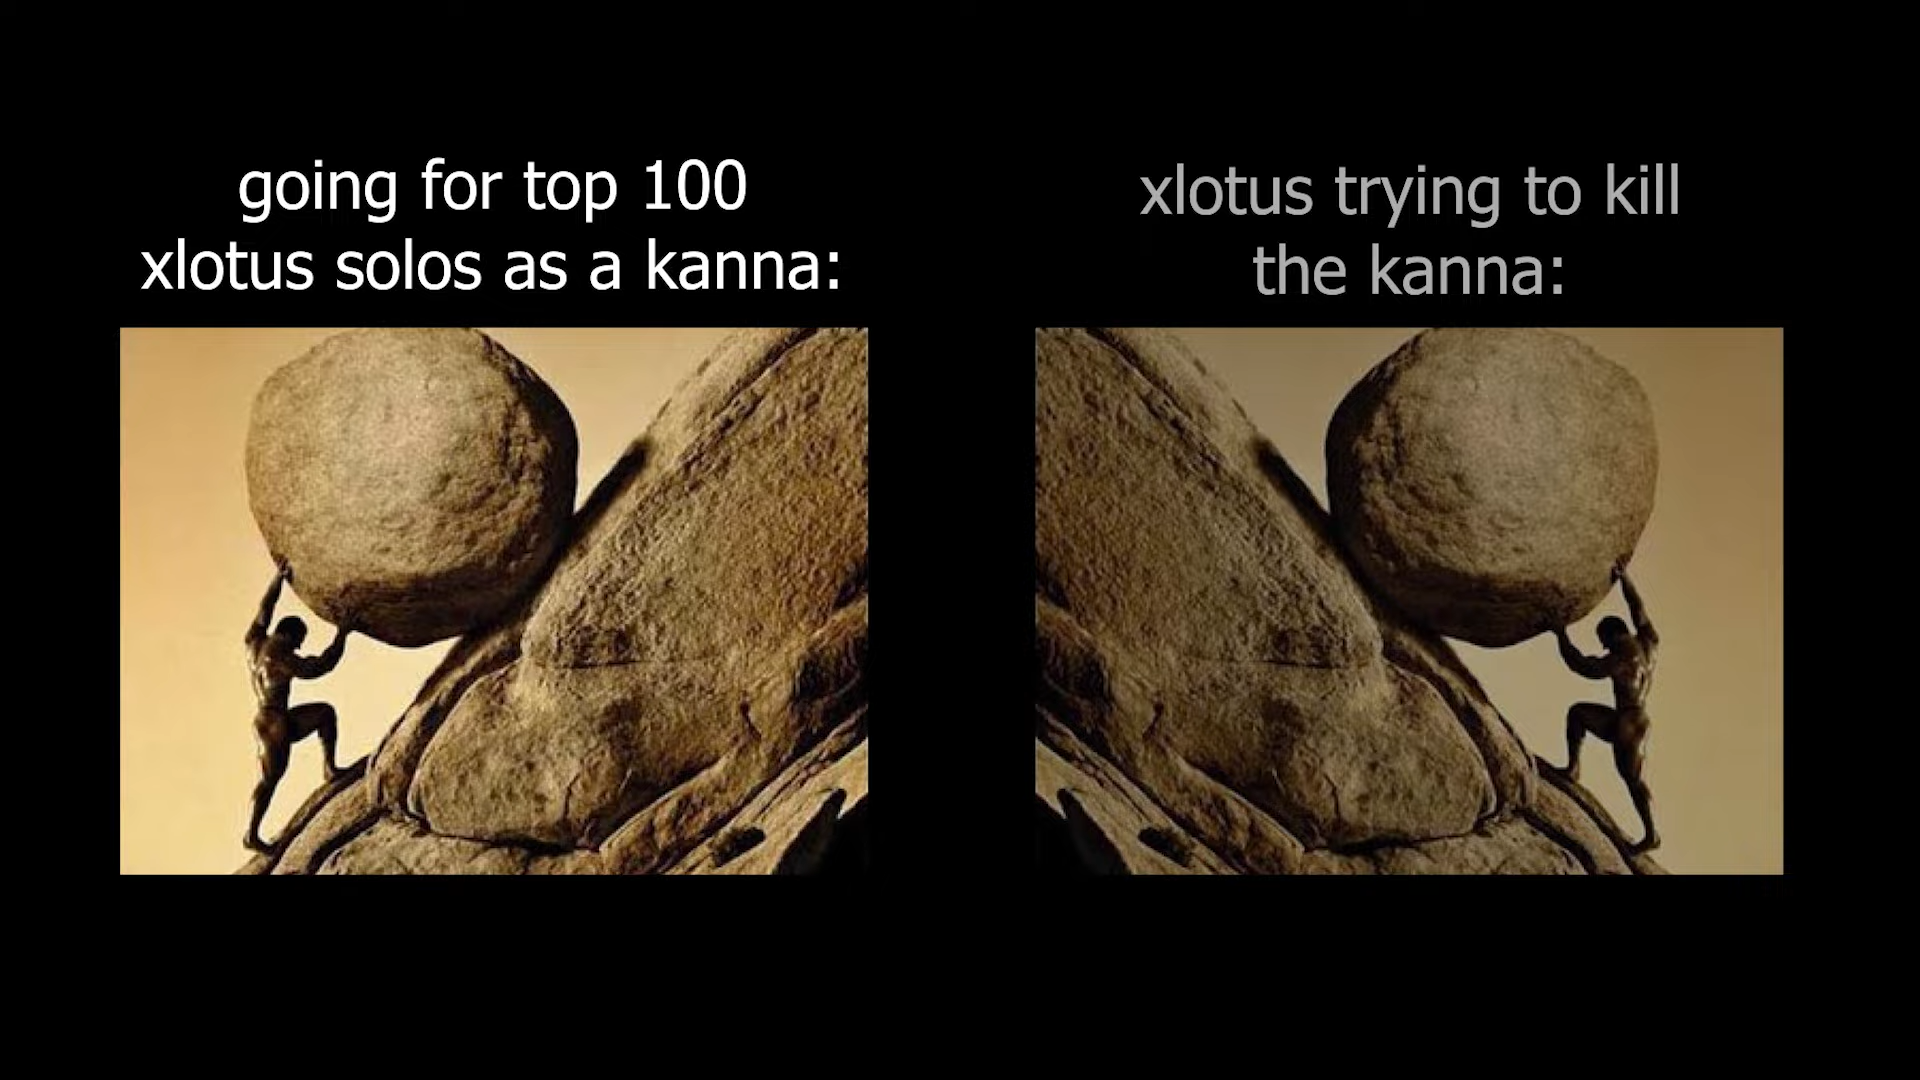 going for top 100
xlotus solos as a kanna:
xlotus trying to kill
the kanna: